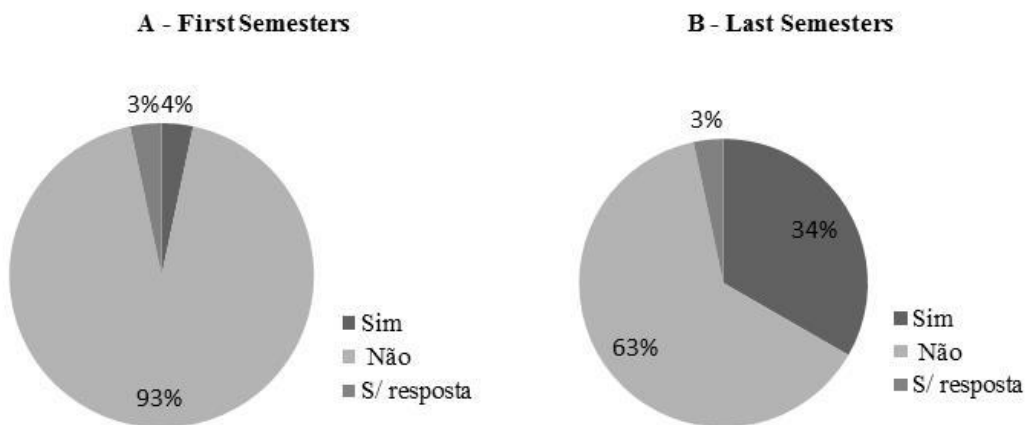 A - First Semesters
3% 4%
93%
Sim
Não
S/ resposta
B - Last Semesters
3%
34%
63%
Sim
Não
S/ resposta